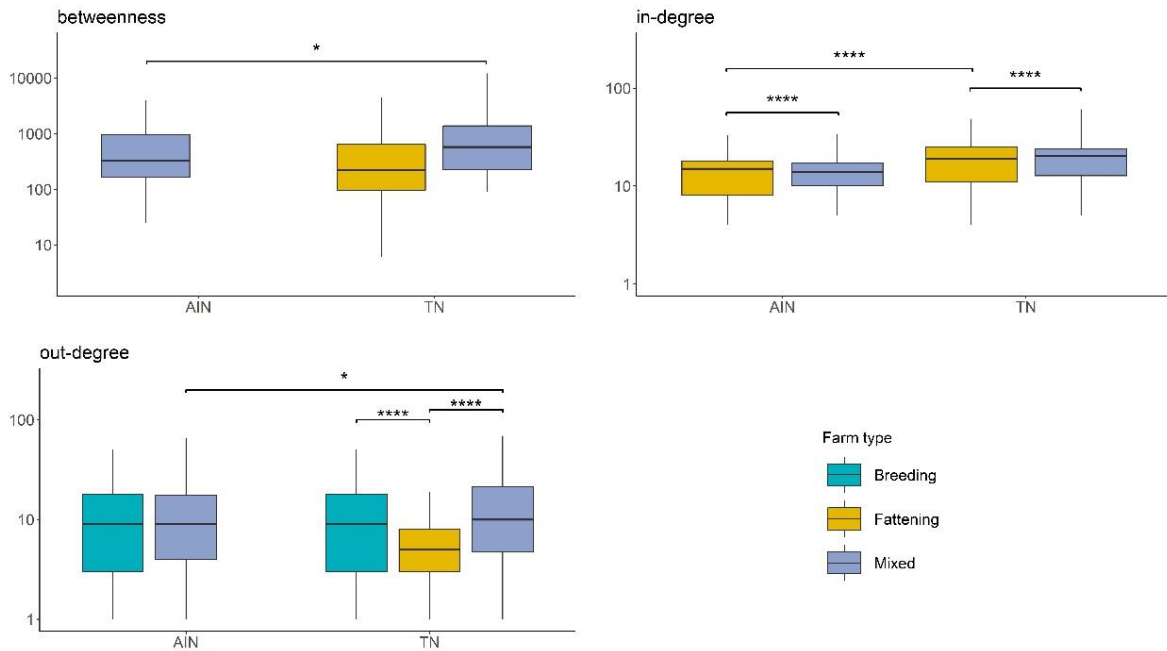 betweenness
*
10000
1000
100
10
AIN TN
in-degree
****
**** ****
100
10
1
AIN TN
out-degree
*
**** ****
100
10
1
AIN TN
Farm type
Breeding
Fattening
Mixed